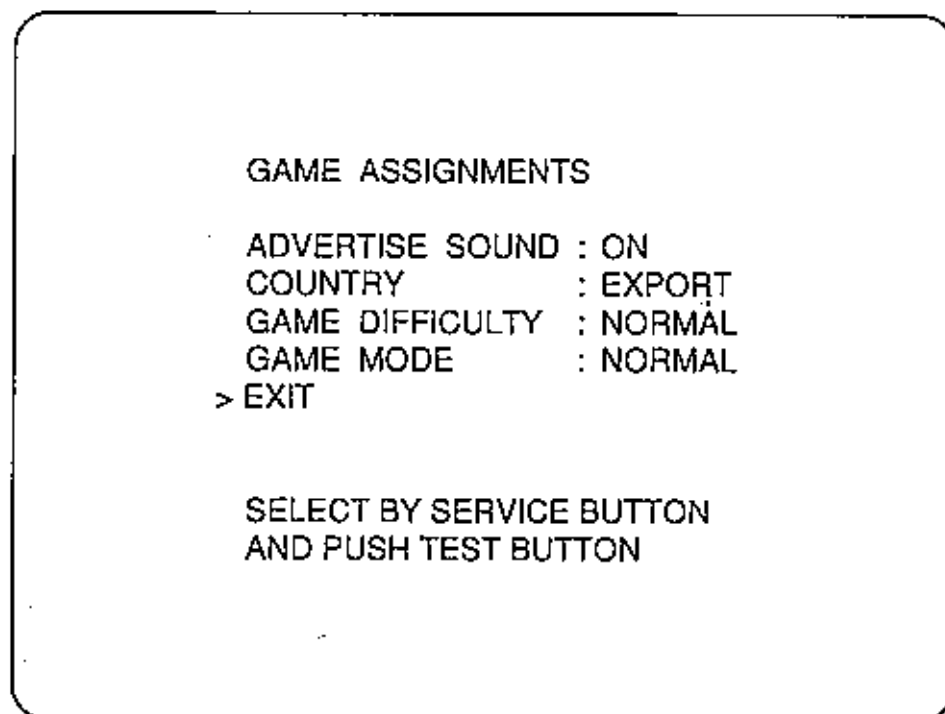 GAME ASSIGNMENTS
ADVERTISE SOUND : ON
COUNTRY : EXPORT
GAME DIFFICULTY : NORMAL
GAME MODE : NORMAL
> EXIT
SELECT BY SERVICE BUTTON
AND PUSH TEST BUTTON